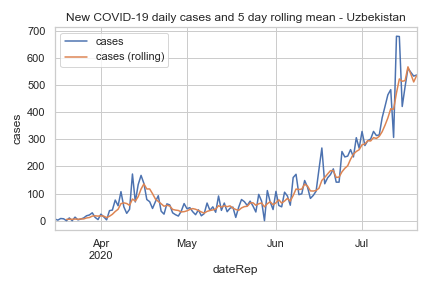 New COVID-19 daily cases and 5 day rolling mean - Uzbekistan
cases
cases (rolling)
700
600
500
400
300
200
100
0
cases
Apr
2020
May
Jun
Jul
dateRep